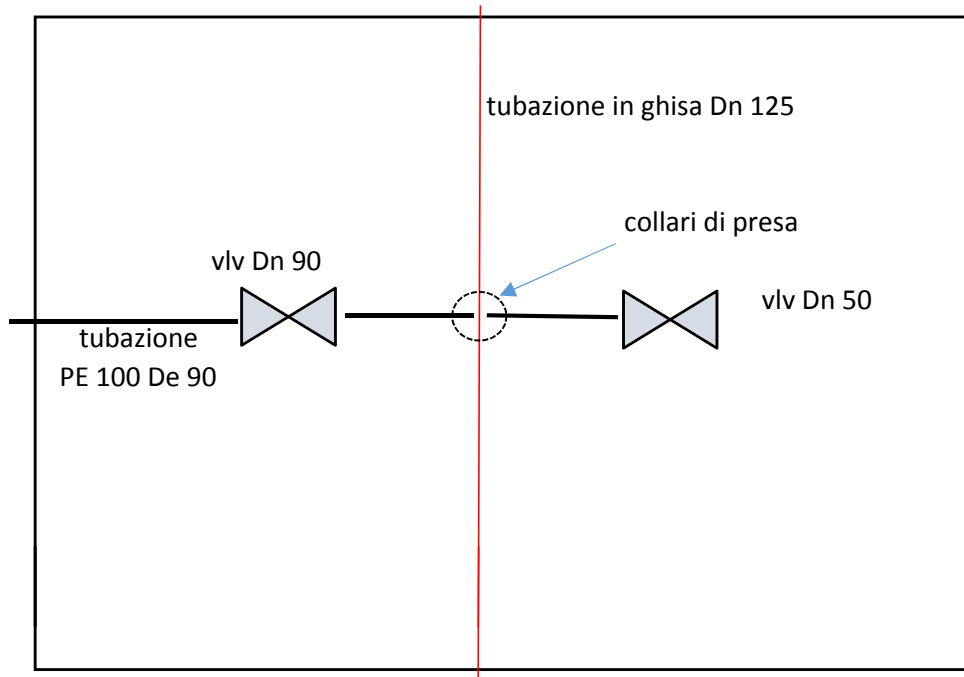 tubazione in ghisa Dn 125
collari di presa
vlv Dn 90
vlv Dn 50
tubazione
PE 100 De 90